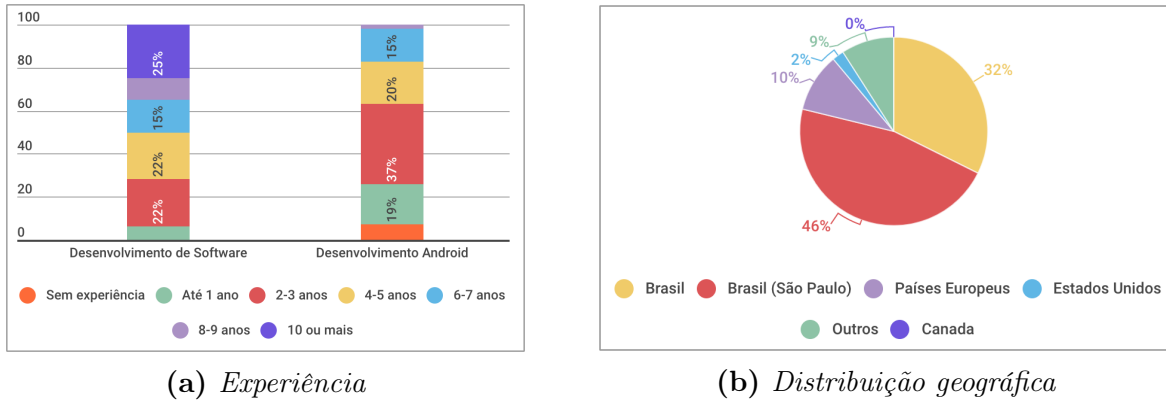 100
80
60
40
20
0
25%
15%
22%
22%
15%
20%
37%
19%
Desenvolvimento de Software
Desenvolvimento Android
Sem experiência Até 1 ano 2-3 anos 4-5 anos 6-7 anos
8-9 anos 10 ou mais
(a) Experiência
0%
9%
2%
10%
32%
46%
Brasil Brasil (São Paulo) Países Europeus Estados Unidos
Outros Canada
(b) Distribuição geográfica